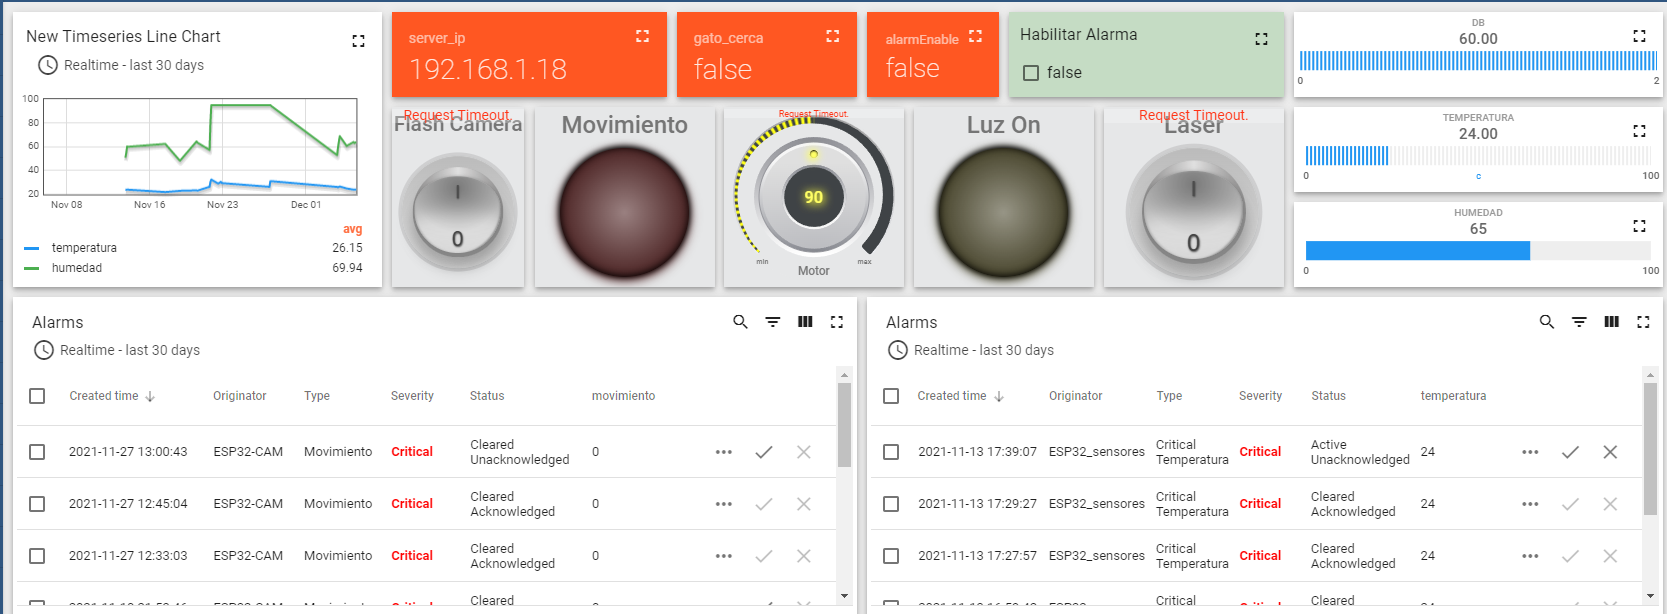 New Timeseries Line Chart
Realtime - last 30 days
100
80
60
40
20
Nov 08
Nov 16
Nov 23
Dec 01
avg
temperatura
26.15
humedad
69.94
server_ip
192.168.1.18
gato_cerca
false
alarmEnable
false
Habilitar Alarma
false
DB
60.00
0
2
Request Timeout.
Flash Camera
I
0
Movimiento
Request Timeout.
90
min
max
Motor
Luz On
Request Timeout.
Laser
I
0
TEMPERATURA
24.00
0
c
100
HUMEDAD
65
0
100
Alarms
Realtime - last 30 days
Created time Originator Type Severity Status movimiento
2021-11-27 13:00:43 ESP32-CAM Movimiento Critical Cleared Unacknowledged 0
2021-11-27 12:45:04 ESP32-CAM Movimiento Critical Cleared Acknowledged 0
2021-11-27 12:33:03 ESP32-CAM Movimiento Critical Cleared Acknowledged 0
Cleared
Alarms
Realtime - last 30 days
Created time Originator Type Severity Status temperatura
2021-11-13 17:39:07 ESP32_sensores Critical Temperatura Critical Active Unacknowledged 24
2021-11-13 17:29:27 ESP32_sensores Critical Temperatura Critical Cleared Acknowledged 24
2021-11-13 17:27:57 ESP32_sensores Critical Temperatura Critical Cleared Acknowledged 24
Critical Cleared